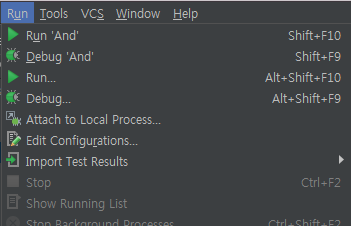 Run Tools VCS Window Help
Run 'And' Shift+F10
Debug 'And' Shift+F9
Run... Alt+Shift+F10
Debug... Alt+Shift+F9
Attach to Local Process...
Edit Configurations...
Import Test Results
Stop Ctrl+F2
Show Running List
Stop Background Processes... Ctrl+Shift+F2